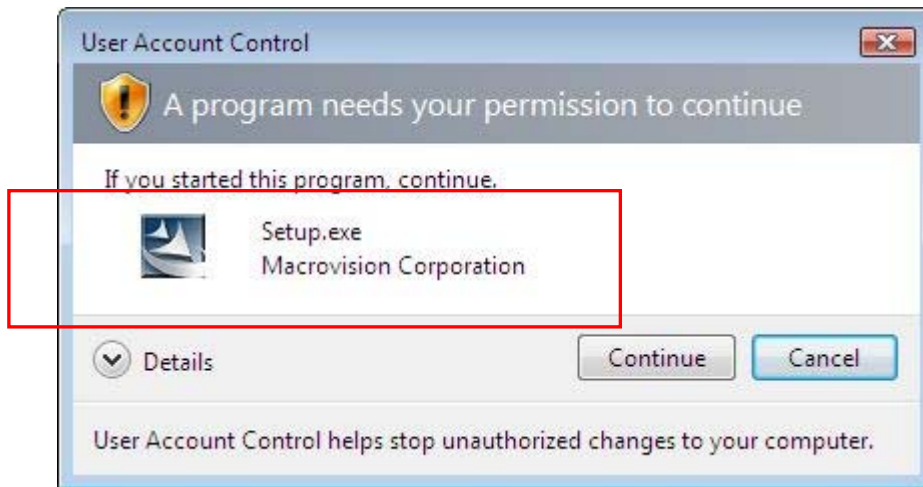 User Account Control
A program needs your permission to continue
If you started this program, continue.
Setup.exe
Macrovision Corporation
Details
Continue
Cancel
User Account Control helps stop unauthorized changes to your computer.